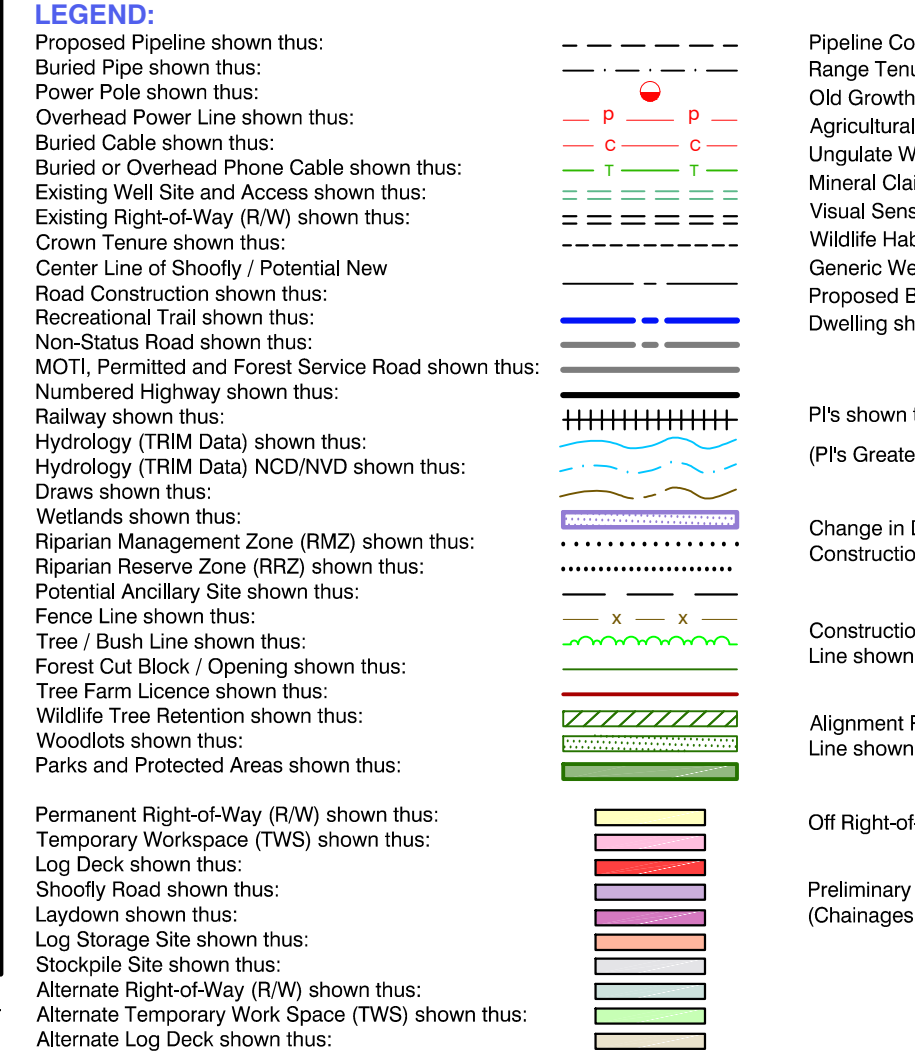 LEGEND:
Proposed Pipeline shown thus:
Buried Pipe shown thus:
Power Pole shown thus:
Overhead Power Line shown thus: p p
Buried Cable shown thus: C C
Buried or Overhead Phone Cable shown thus: T T
Existing Well Site and Access shown thus:
Existing Right-of-Way (R/W) shown thus:
Crown Tenure shown thus:
Center Line of Shoofly / Potential New
Road Construction shown thus:
Recreational Trail shown thus:
Non-Status Road shown thus:
MOTI, Permitted and Forest Service Road shown thus:
Numbered Highway shown thus:
Railway shown thus:
Hydrology (TRIM Data) shown thus:
Hydrology (TRIM Data) NCD/NVD shown thus:
Draws shown thus:
Wetlands shown thus:
Riparian Management Zone (RMZ) shown thus:
Riparian Reserve Zone (RRZ) shown thus:
Potential Ancillary Site shown thus:
Fence Line shown thus: x x
Tree / Bush Line shown thus:
Forest Cut Block / Opening shown thus:
Tree Farm Licence shown thus:
Wildlife Tree Retention shown thus:
Woodlots shown thus:
Parks and Protected Areas shown thus:
Permanent Right-of-Way (R/W) shown thus:
Temporary Workspace (TWS) shown thus:
Log Deck shown thus:
Shoofly Road shown thus:
Laydown shown thus:
Log Storage Site shown thus:
Stockpile Site shown thus:
Alternate Right-of-Way (R/W) shown thus:
Alternate Temporary Work Space (TWS) shown thus:
Alternate Log Deck shown thus:
Pipeline Co
Range Tenu
Old Growth
Agricultural
Ungulate W
Mineral Clai
Visual Sens
Wildlife Hab
Generic We
Proposed B
Dwelling sh
PI's shown t
(PI's Greate
Change in D
Constructio
Constructio
Line shown
Alignment F
Line shown
Off Right-of-
Preliminary
(Chainages